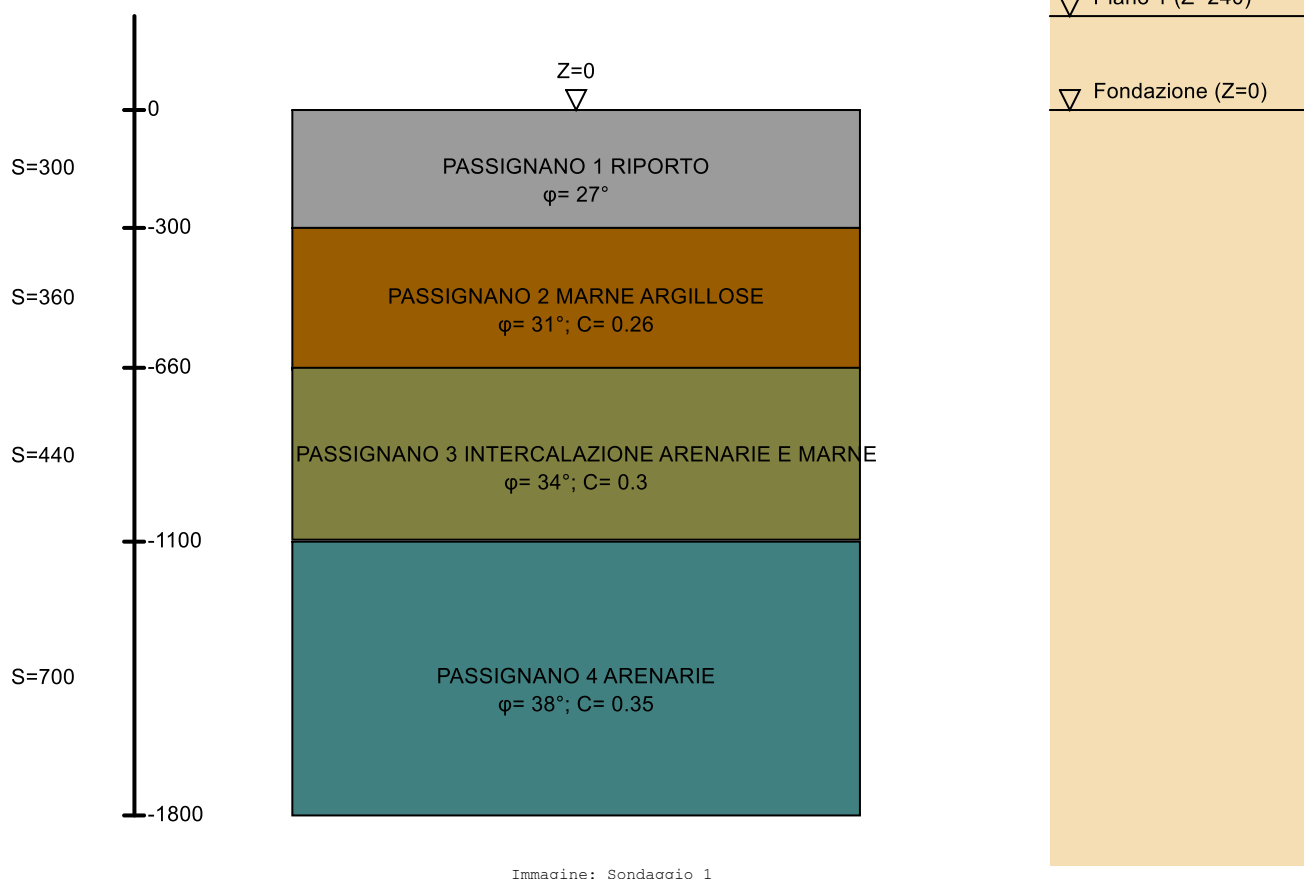 Fondazione (Z=0)
Z=0
0
S=300
PASSIGNANO 1 RIPORTO
φ= 27°
-300
S=360
PASSIGNANO 2 MARNE ARGILLOSE
φ= 31°; C= 0.26
-660
S=440
PASSIGNANO 3 INTERCALAZIONE ARENARIE E MARNE
φ= 34°; C= 0.3
-1100
S=700
PASSIGNANO 4 ARENARIE
φ= 38°; C= 0.35
-1800
Immagine: Sondaggio 1